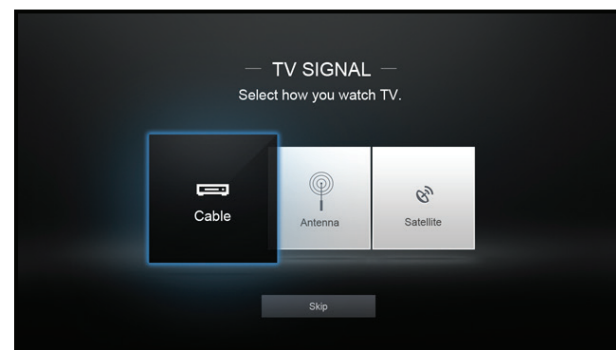 — TV SIGNAL —
Select how you watch TV.
Cable
Antenna
Satellite
Skip